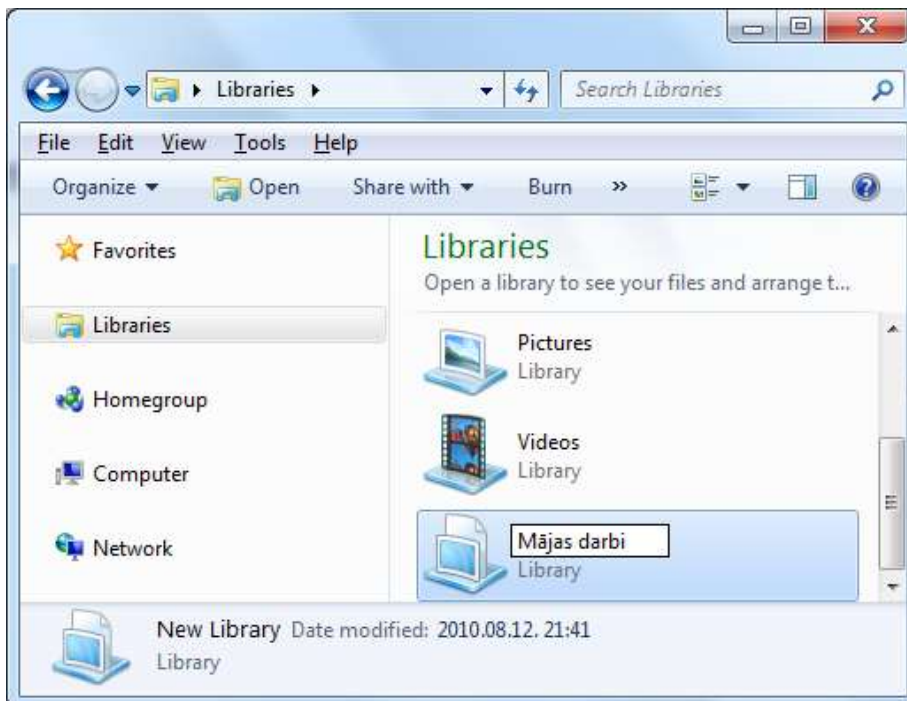 Libraries
Search Libraries
File Edit View Tools Help
Organize Open Share with Burn »
Favorites
Libraries
Homegroup
Computer
Network
Libraries
Open a library to see your files and arrange t...
Pictures
Library
Videos
Library
Mājas darbi
Library
New Library Date modified: 2010.08.12. 21:41
Library